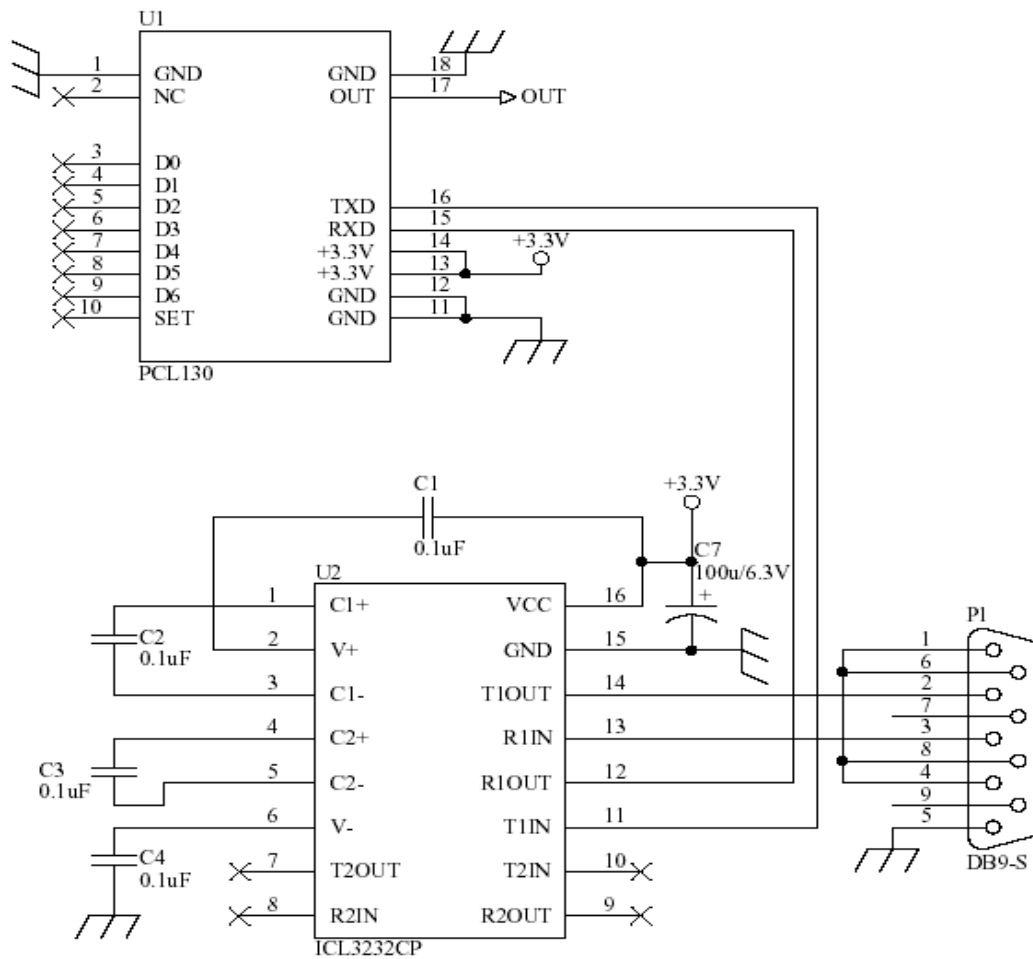 U1
1 GND GND 18
2 NC OUT 17 OUT
3 D0
4 D1
5 D2 TXD 16
6 D3 RXD 15
7 D4 +3.3V 14 +3.3V
8 D5 +3.3V 13
9 D6 GND 12
10 SET GND 11
PCL130
C1
0.1uF
+3.3V
C7
100u/6.3V
+
U2
1 C1+ VCC 16
2 V+ GND 15
3 C1- T1OUT 14
4 C2+ R1IN 13
5 C2- R1OUT 12
6 V- T1IN 11
7 T2OUT T2IN 10
8 R2IN R2OUT 9
ICL3232CP
C2
0.1uF
C3
0.1uF
C4
0.1uF
P1
1
6
2
7
3
8
4
9
5
DB9-S